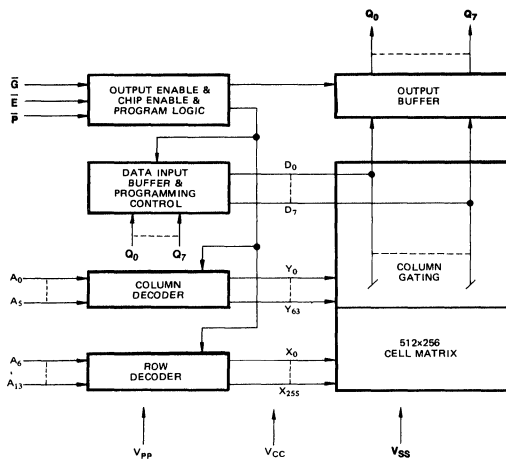 Q0 Q7
G
E
P
OUTPUT ENABLE &
CHIP ENABLE &
PROGRAM LOGIC
OUTPUT
BUFFER
DATA INPUT
BUFFER &
PROGRAMMING
CONTROL
D0
D7
Q0 Q7
A0
A5
COLUMN
DECODER
Y0
Y63
COLUMN
GATING
A6
A13
ROW
DECODER
X0
X255
512x256
CELL MATRIX
VPP VCC VSS